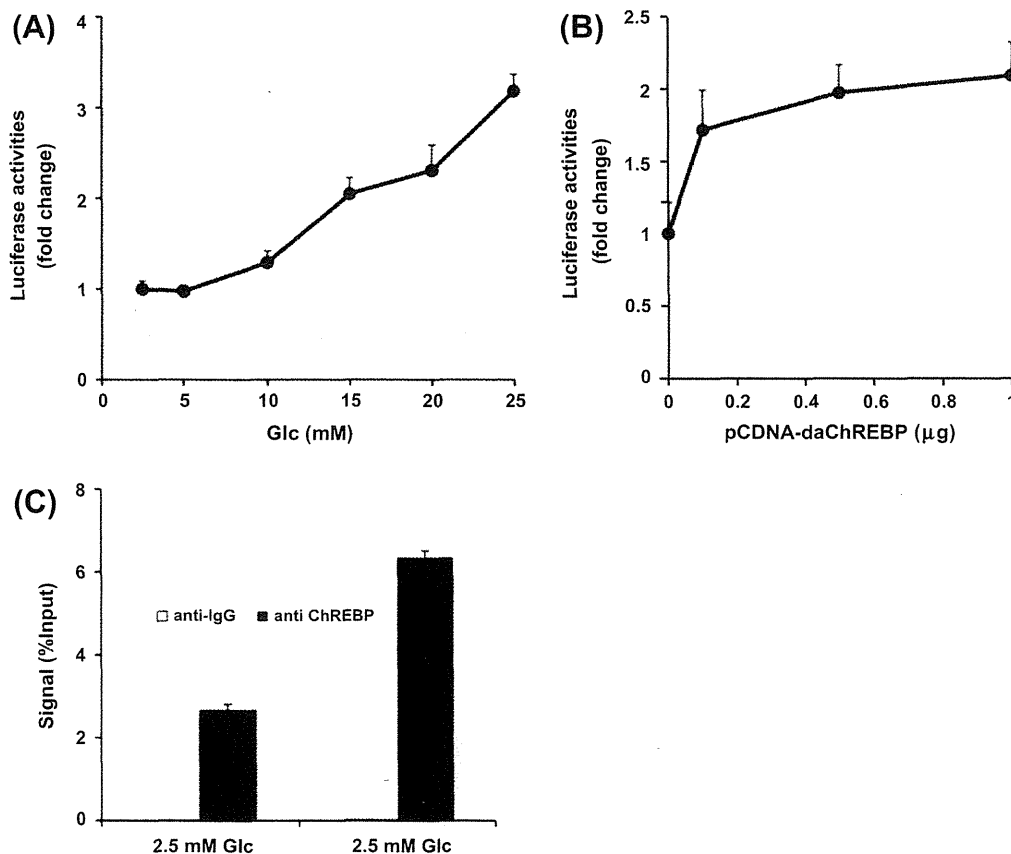 (A)
Luciferase activities
(fold change)
4
3
2
1
0
0 5 10 15 20 25
Glc (mM)
(B)
Luciferase activities
(fold change)
2.5
2
1.5
1
0.5
0
0 0.2 0.4 0.6 0.8 1
pCDNA-daChREBP (μg)
(C)
Signal (%Input)
8
6
4
2
0
anti-IgG anti ChREBP
2.5 mM Glc 2.5 mM Glc